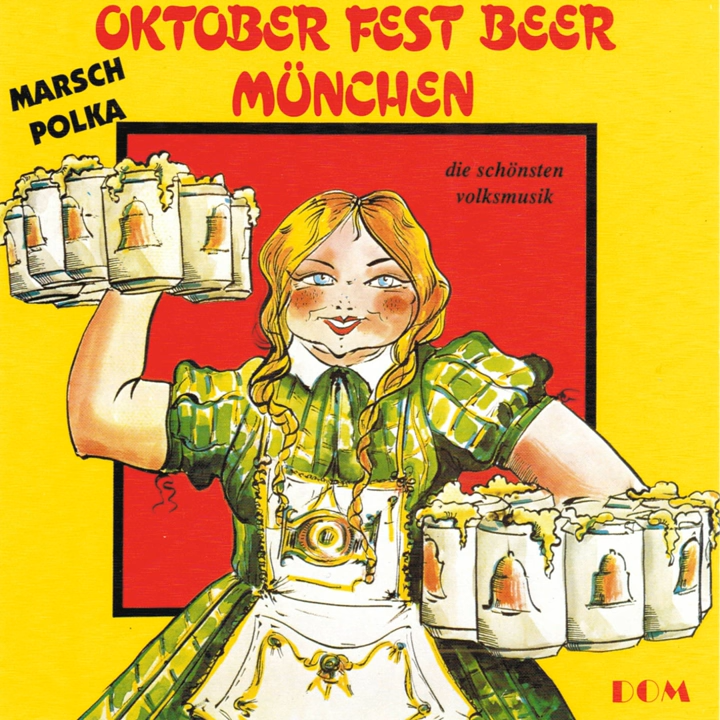 OKTOBER FEST BEER
MÜNCHEN
MARSCH
POLKA
die schönsten
volksmusik
DOM